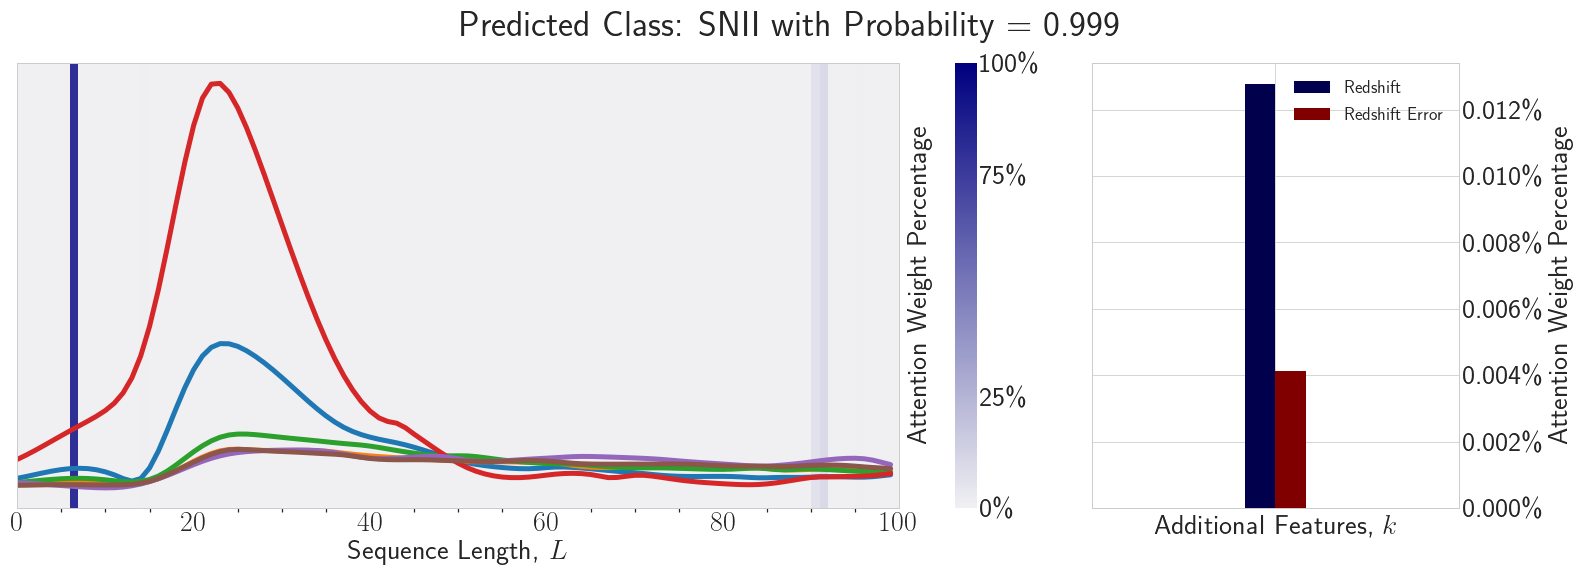 Predicted Class: SNII with Probability = 0.999
0 20 40 60 80 100
Sequence Length, L
100%
75%
25%
0%
Attention Weight Percentage
Redshift
Redshift Error
0.012%
0.010%
0.008%
0.006%
0.004%
0.002%
0.000%
Attention Weight Percentage
Additional Features, k